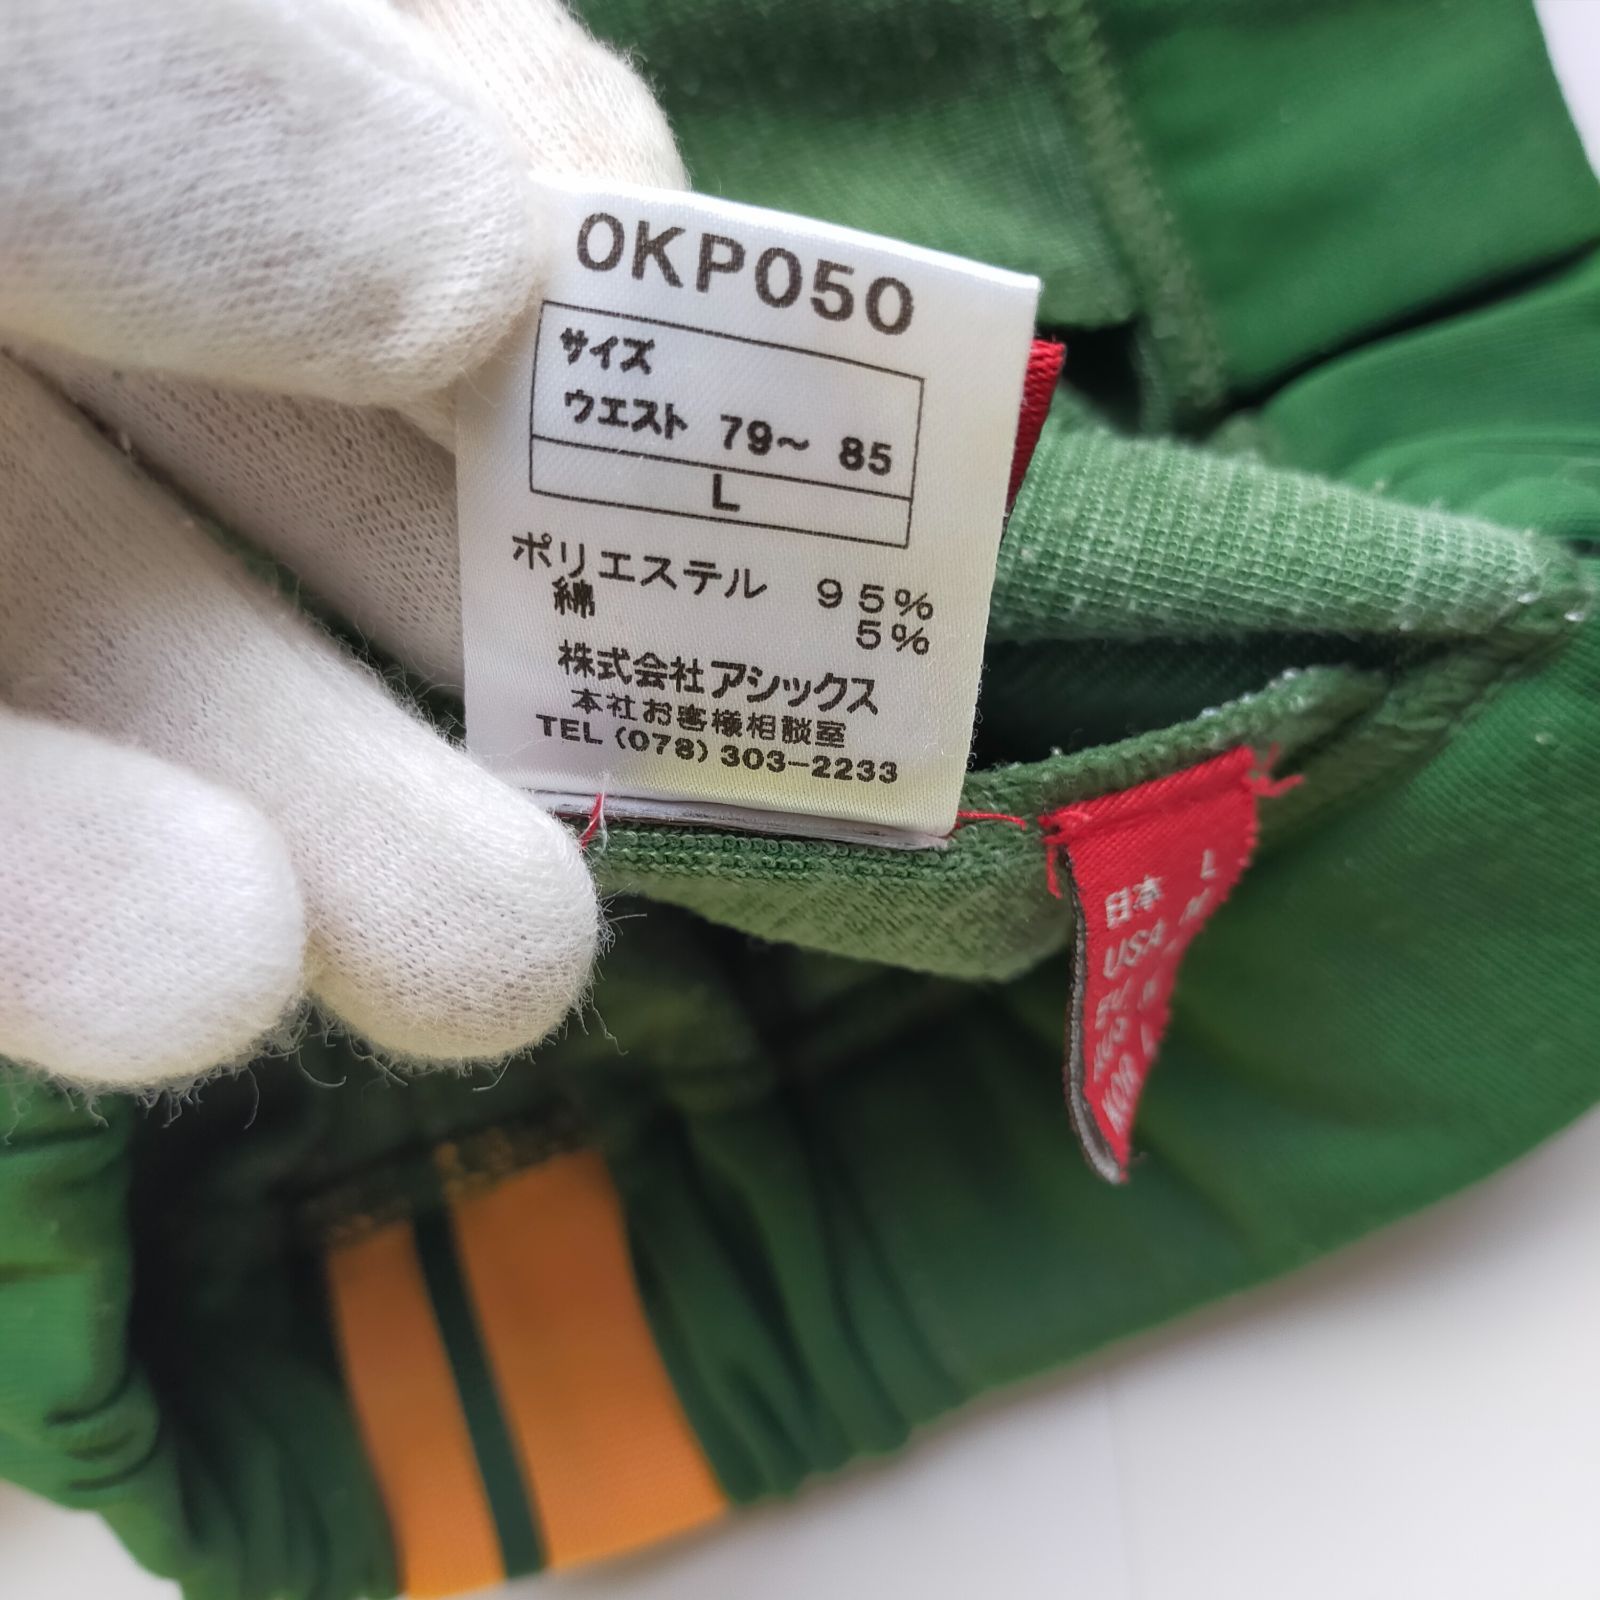 OKP050
サイズ
ウエスト 79～ 85
L
ポリエステル 95%
綿 5%
株式会社アシックス
本社お客様相談室
TEL (078) 303-2233
日本 L
USA